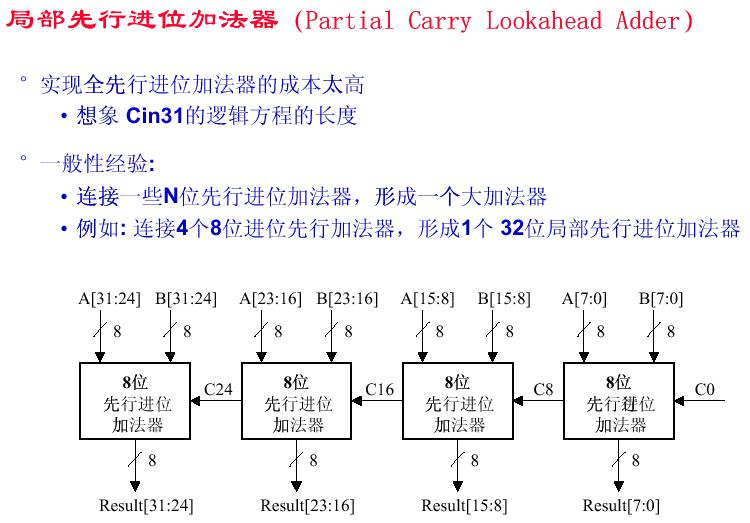 局部先行进位加法器 (Partial Carry Lookahead Adder)
° 实现全先行进位加法器的成本太高
• 想象 Cin31的逻辑方程的长度
° 一般性经验:
• 连接一些N位先行进位加法器，形成一个大加法器
• 例如: 连接4个8位进位先行加法器，形成1个 32位局部先行进位加法器
A[31:24] B[31:24] A[23:16] B[23:16] A[15:8] B[15:8] A[7:0] B[7:0]
8 8 8 8 8 8 8 8
8位 8位 8位 8位
C24 C16 C8 C0
先行进位 先行进位 先行进位 先行进位
加法器 加法器 加法器 加法器
8 8 8 8
Result[31:24] Result[23:16] Result[15:8] Result[7:0]